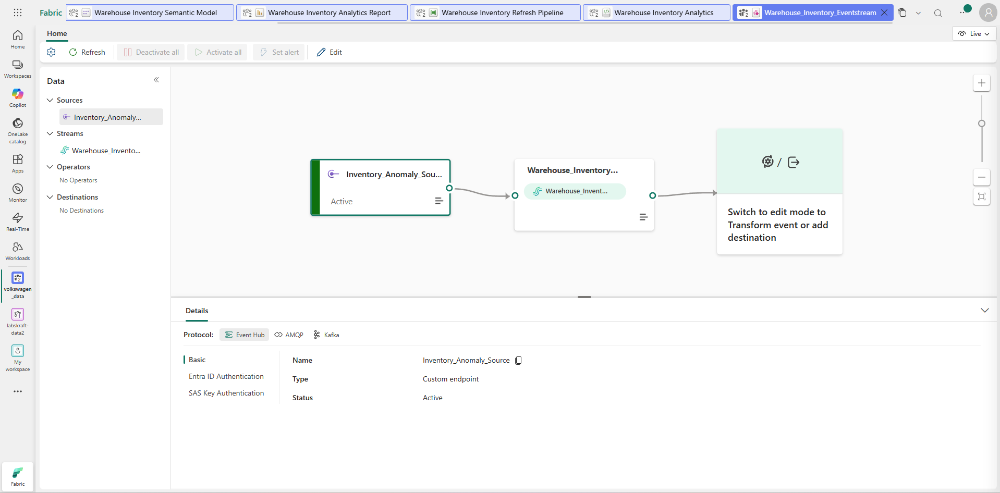 Fabric
Warehouse Inventory Semantic Model
Warehouse Inventory Analytics Report
Warehouse Inventory Refresh Pipeline
Warehouse Inventory Analytics
Warehouse_Inventory_Eventstream
Home
Live
Refresh
Deactivate all
Activate all
Set alert
Edit
Home
Workspaces
Copilot
OneLake
catalog
Apps
Monitor
Real-Time
Workloads
volkswagen
_data
labskraft-
data2
My
workspace
Fabric
Data
Sources
Inventory_Anomaly...
Streams
Warehouse_Invento...
Operators
No Operators
Destinations
No Destinations
Inventory_Anomaly_Sou...
Active
Warehouse_Inventory...
Warehouse_Invent...
/
Switch to edit mode to
Transform event or add
destination
Details
Protocol:
Event Hub
AMQP
Kafka
Basic
Entra ID Authentication
SAS Key Authentication
Name
Inventory_Anomaly_Source
Type
Custom endpoint
Status
Active